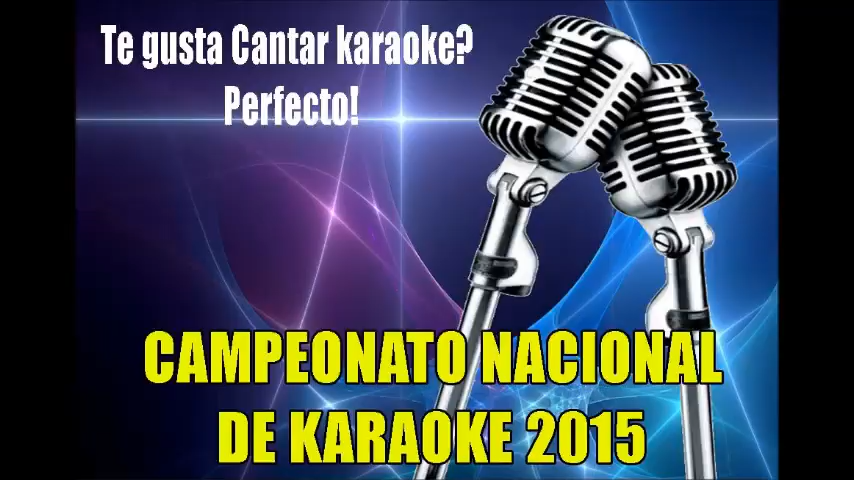 Te gusta Cantar karaoke?
Perfecto!
CAMPEONATO NACIONAL
DE KARAOKE 2015